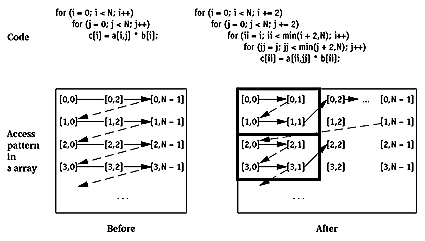 for (i = 0; i < N; i++)
for (j = 0; j < N; j++)
c[i] = a[i,j] * b[i];
for (i = 0; i < N; i += 2)
for (j = 0; j < N; j += 2)
for (ii = i; ii < min(i + 2,N); i++)
for (jj = j; jj < min(j + 2,N); j++)
c[ii] = a[ii,jj] * b[ii];
Code
Access
pattern
in
a array
[0,0] [0,2] [0,N – 1]
[1,0] [1,2] [1,N – 1]
[2,0] [2,2] [2,N – 1]
[3,0] [3,2] [3,N – 1]
...
Before
[0,0] [0,1] [0,2] ... [0,N – 1]
[1,0] [1,1] [1,2] [1,N – 1]
[2,0] [2,1] [2,2] [2,N – 1]
[3,0] [3,1] [3,2] [3,N – 1]
...
After